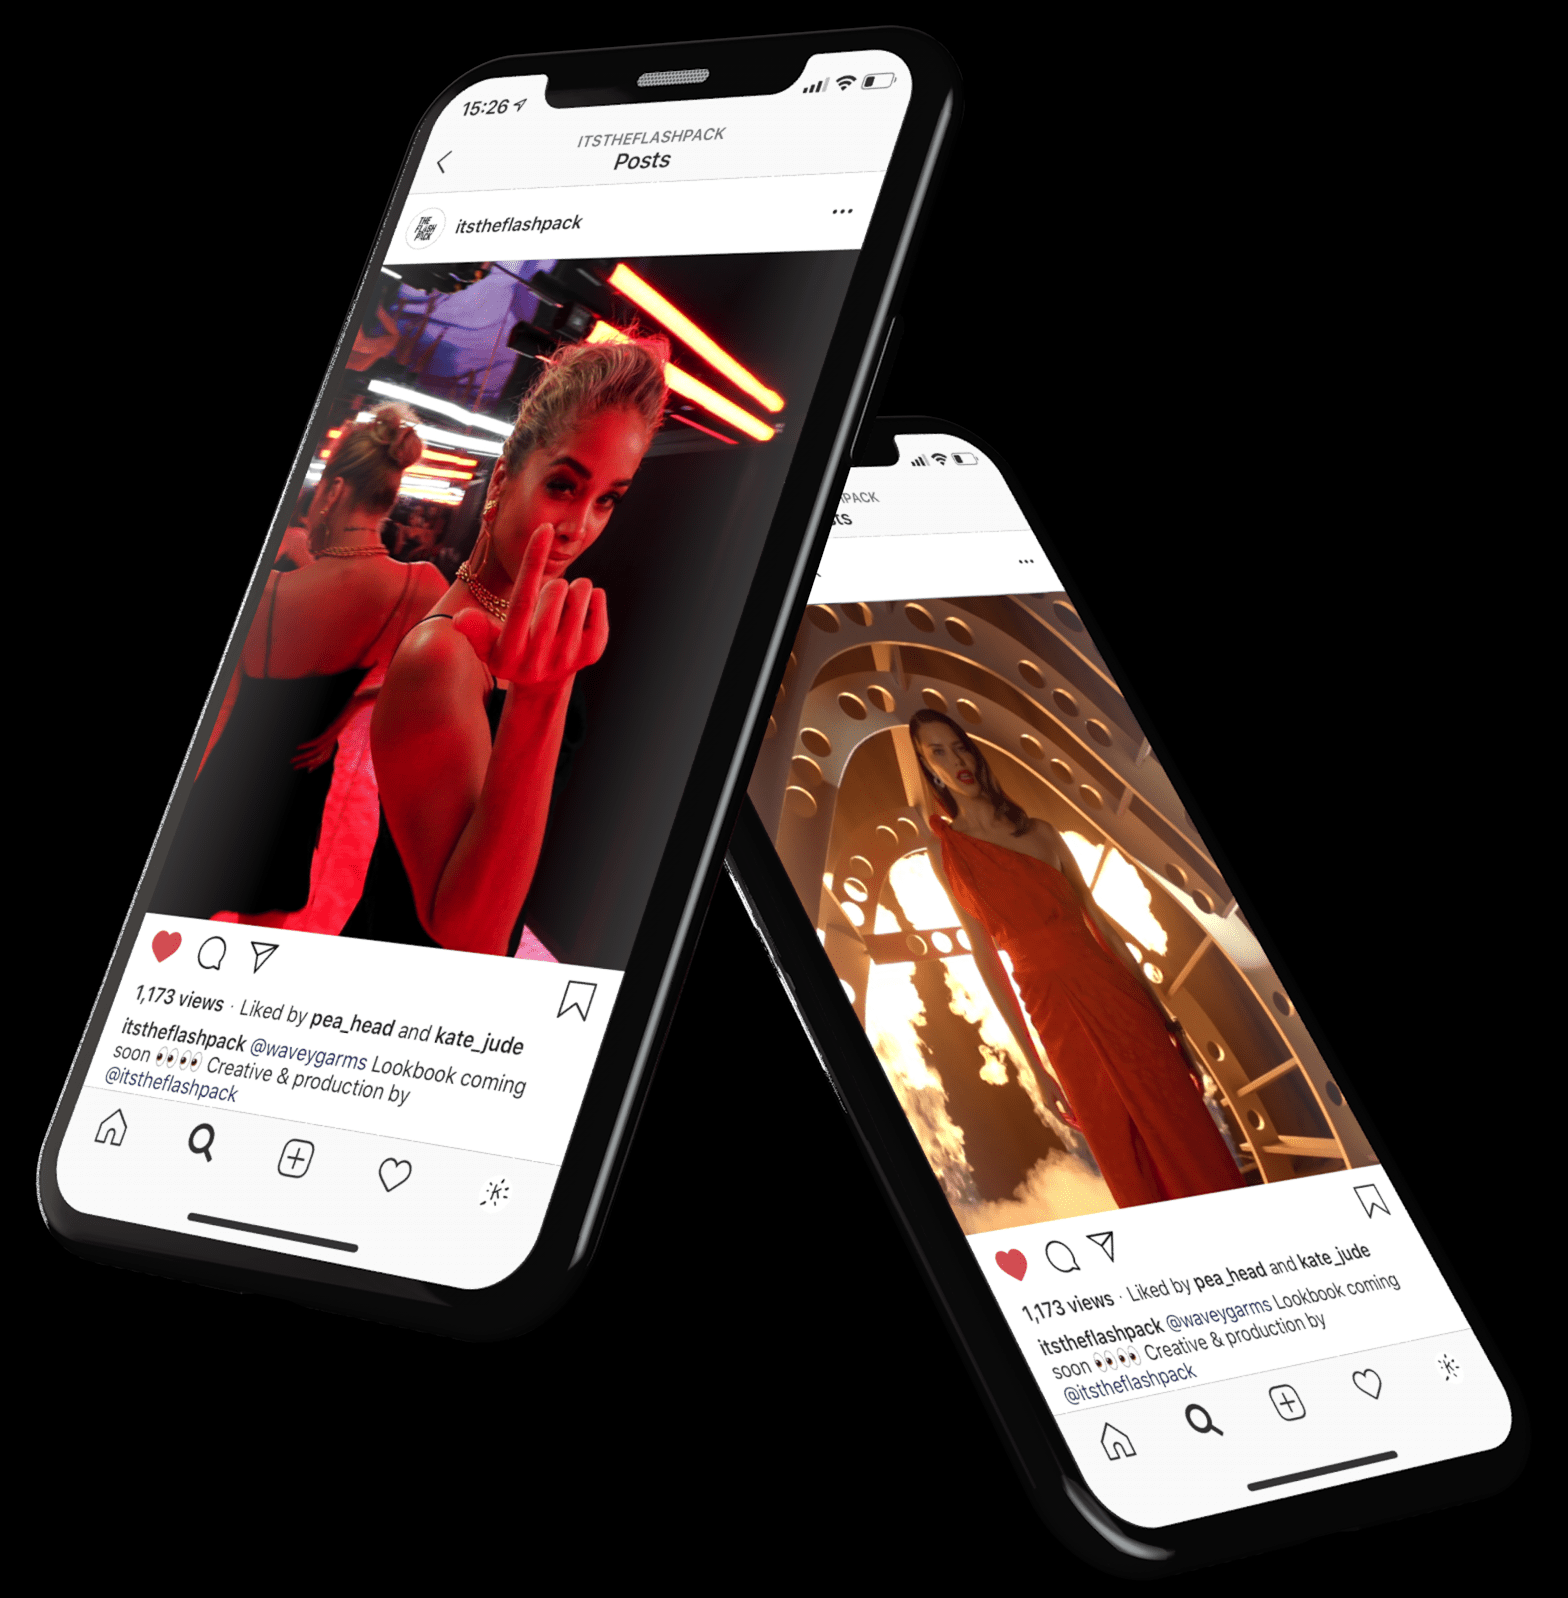 15:26
ITSTHEFLASHPACK
Posts
THE
FLASH
PACK
itstheflashpack
1,173 views · Liked by pea_head and kate_jude
itstheflashpack @waveygarms Lookbook coming
soon 👀👀 Creative & production by
@itstheflashpack
K
PACK
ts
1,173 views · Liked by pea_head and kate_jude
itstheflashpack @waveygarms Lookbook coming
soon 👀👀 Creative & production by
@itstheflashpack
K